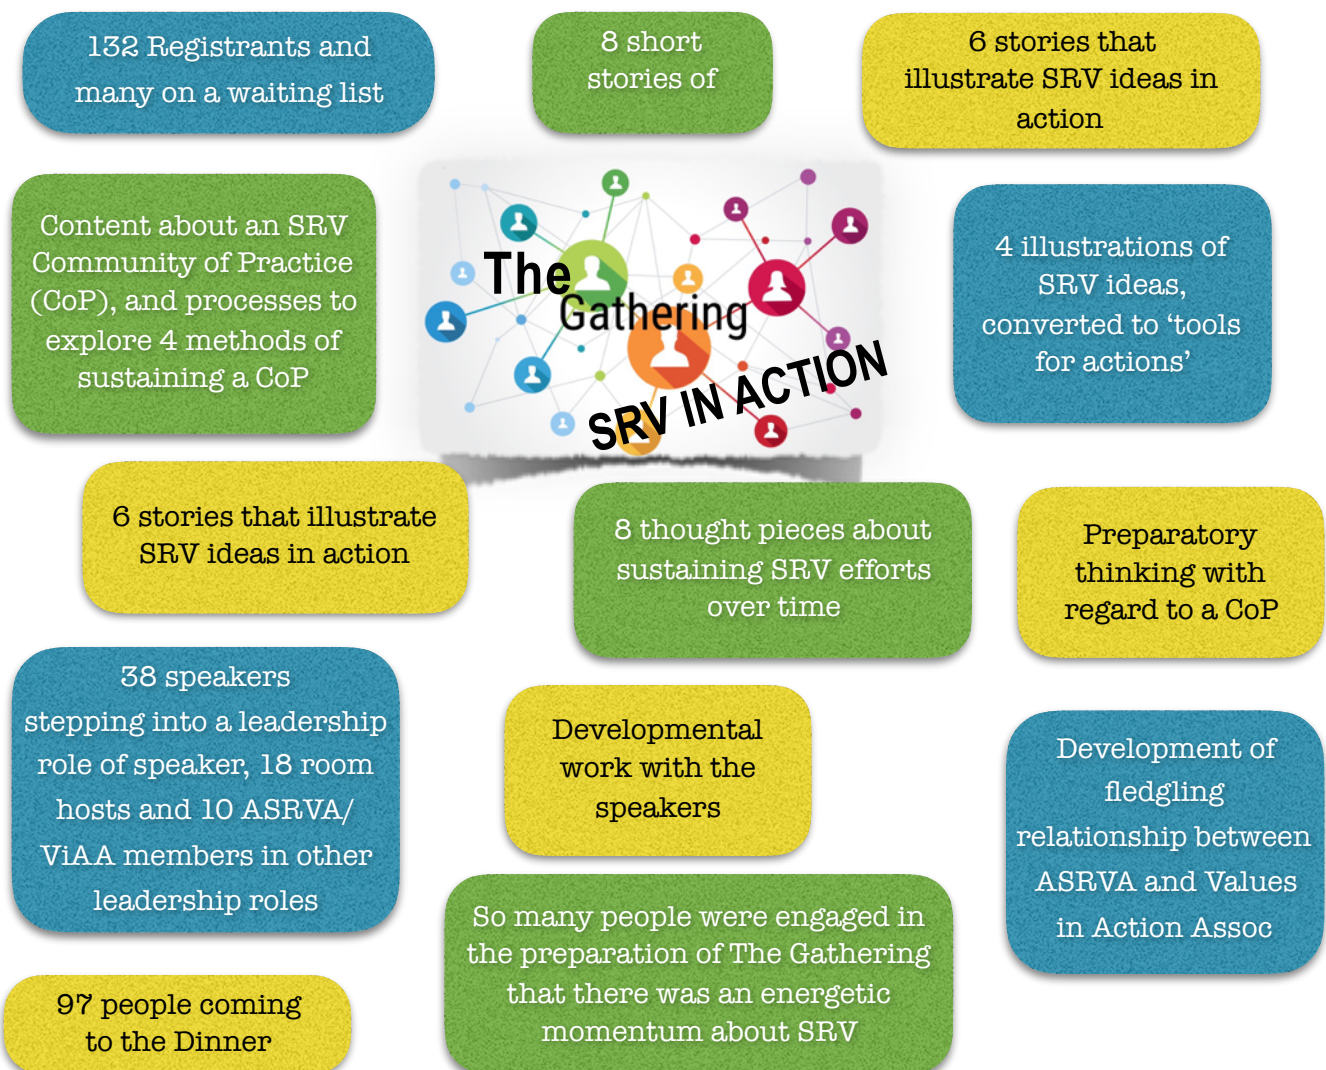 132 Registrants and
many on a waiting list
8 short
stories of
6 stories that
illustrate SRV ideas in
action
Content about an SRV
Community of Practice
(CoP), and processes to
explore 4 methods of
sustaining a CoP
The
Gathering
SRV IN ACTION
4 illustrations of
SRV ideas,
converted to ‘tools
for actions’
6 stories that illustrate
SRV ideas in action
8 thought pieces about
sustaining SRV efforts
over time
Preparatory
thinking with
regard to a CoP
38 speakers
stepping into a leadership
role of speaker, 18 room
hosts and 10 ASRVA/
ViAA members in other
leadership roles
Developmental
work with the
speakers
Development of
fledgling
relationship between
ASRVA and Values
in Action Assoc
So many people were engaged in
the preparation of The Gathering
that there was an energetic
momentum about SRV
97 people coming
to the Dinner